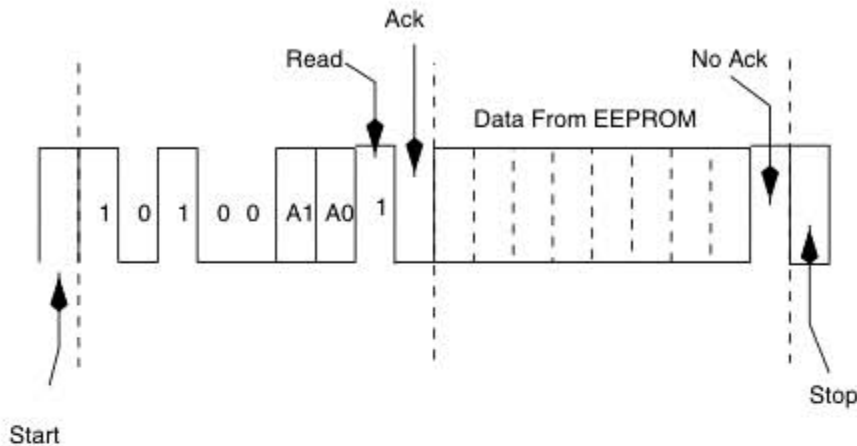 Ack
Read
No Ack
Data From EEPROM
1 0 1 0 0 A1 A0 1
Stop
Start